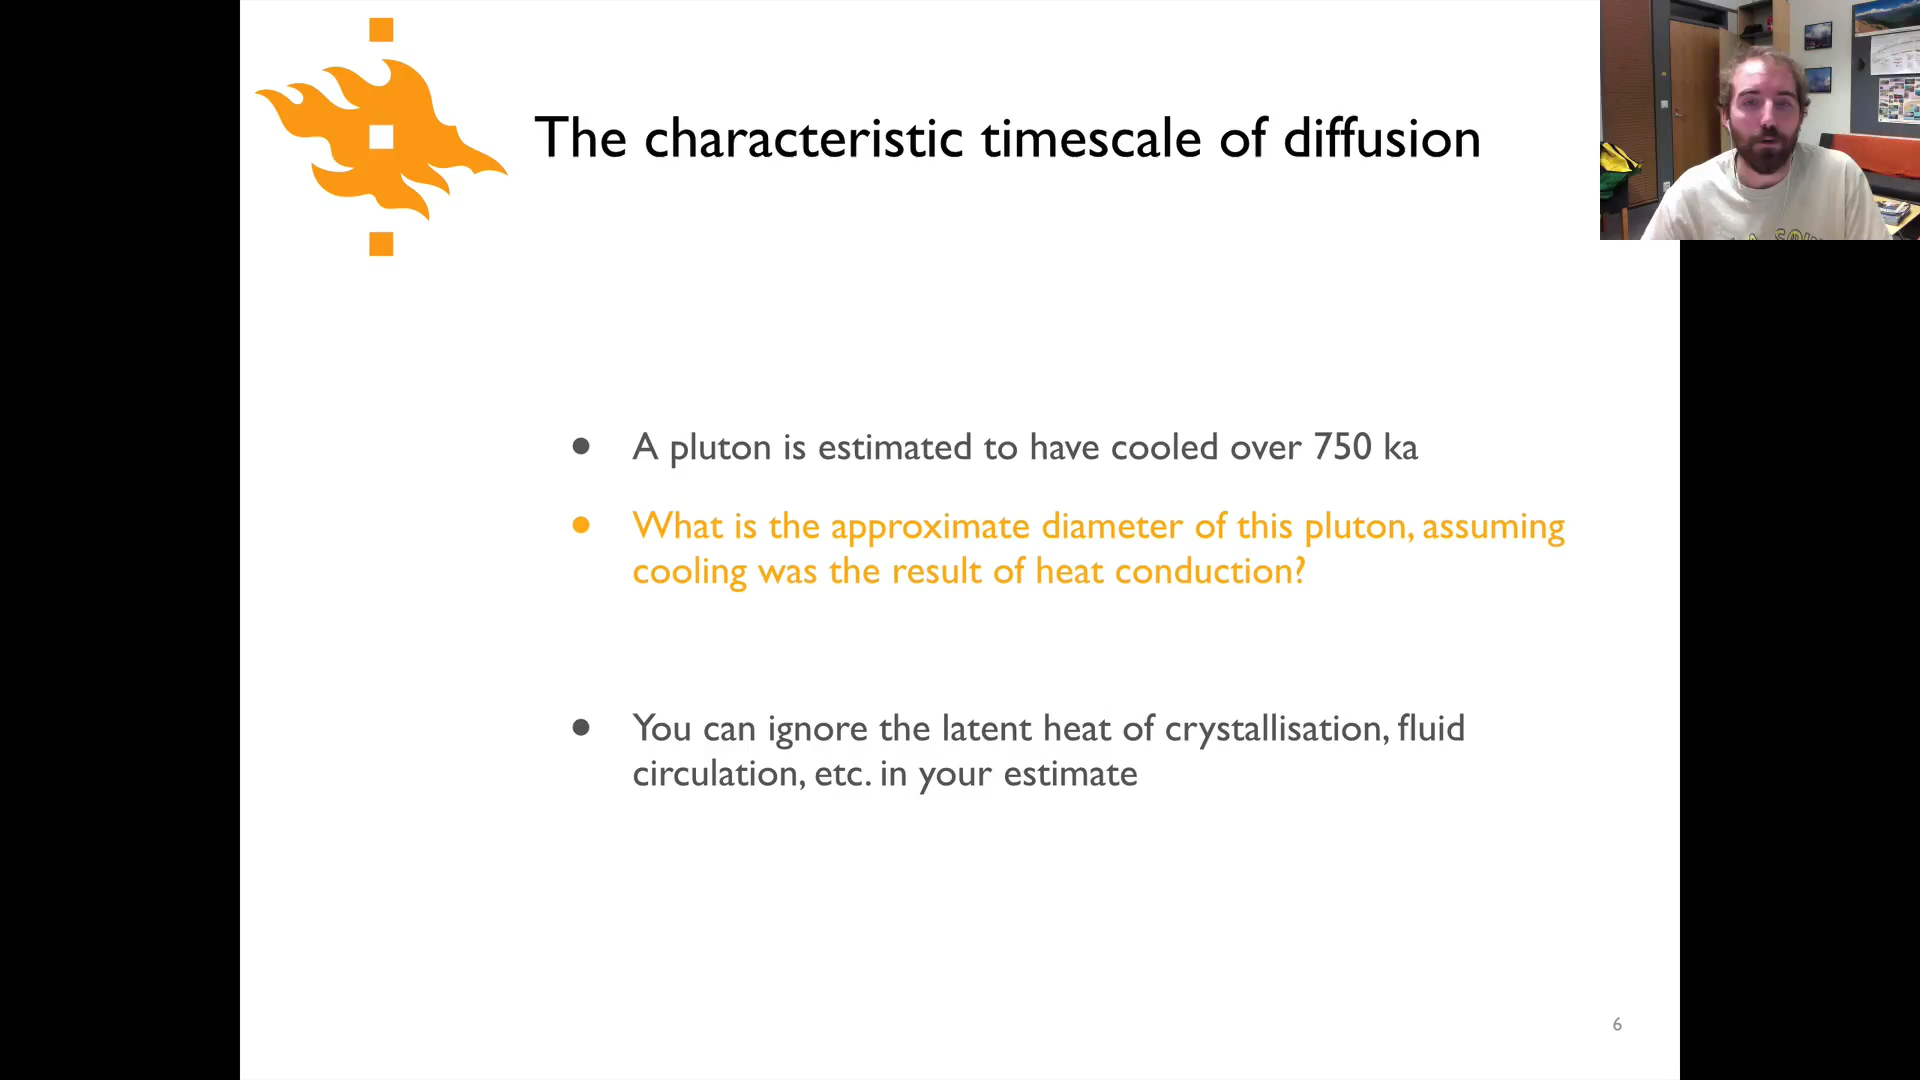 The characteristic timescale of diffusion
• A pluton is estimated to have cooled over 750 ka
• What is the approximate diameter of this pluton, assuming
cooling was the result of heat conduction?
• You can ignore the latent heat of crystallisation, fluid
circulation, etc. in your estimate
6